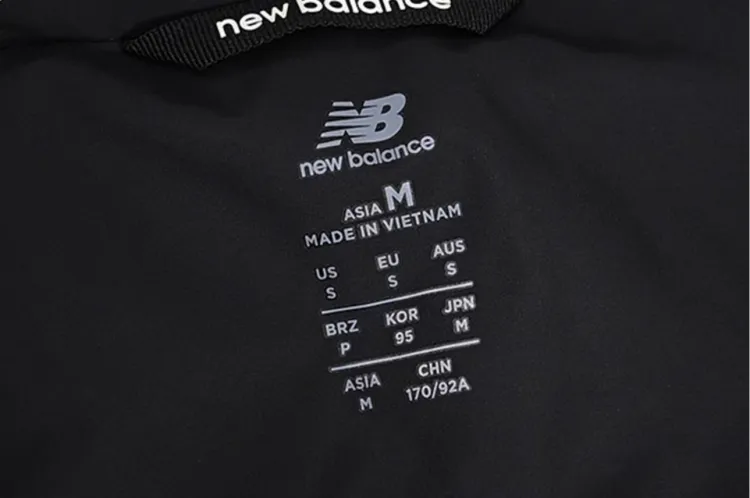 new balance
NB
new balance
ASIA M
MADE IN VIETNAM
US EU AUS
S S S
BRZ KOR JPN
P 95 M
ASIA CHN
M 170/92A